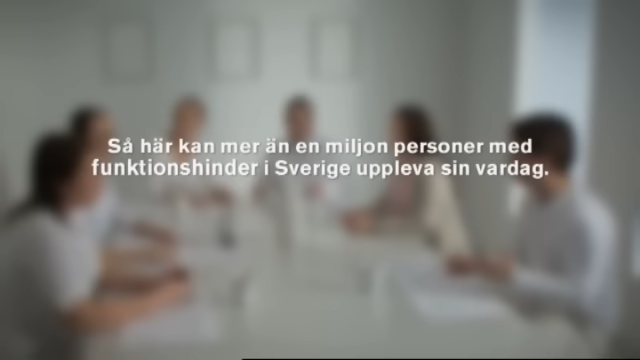 Så här kan mer än en miljon personer med
funktionshinder i Sverige uppleva sin vardag.